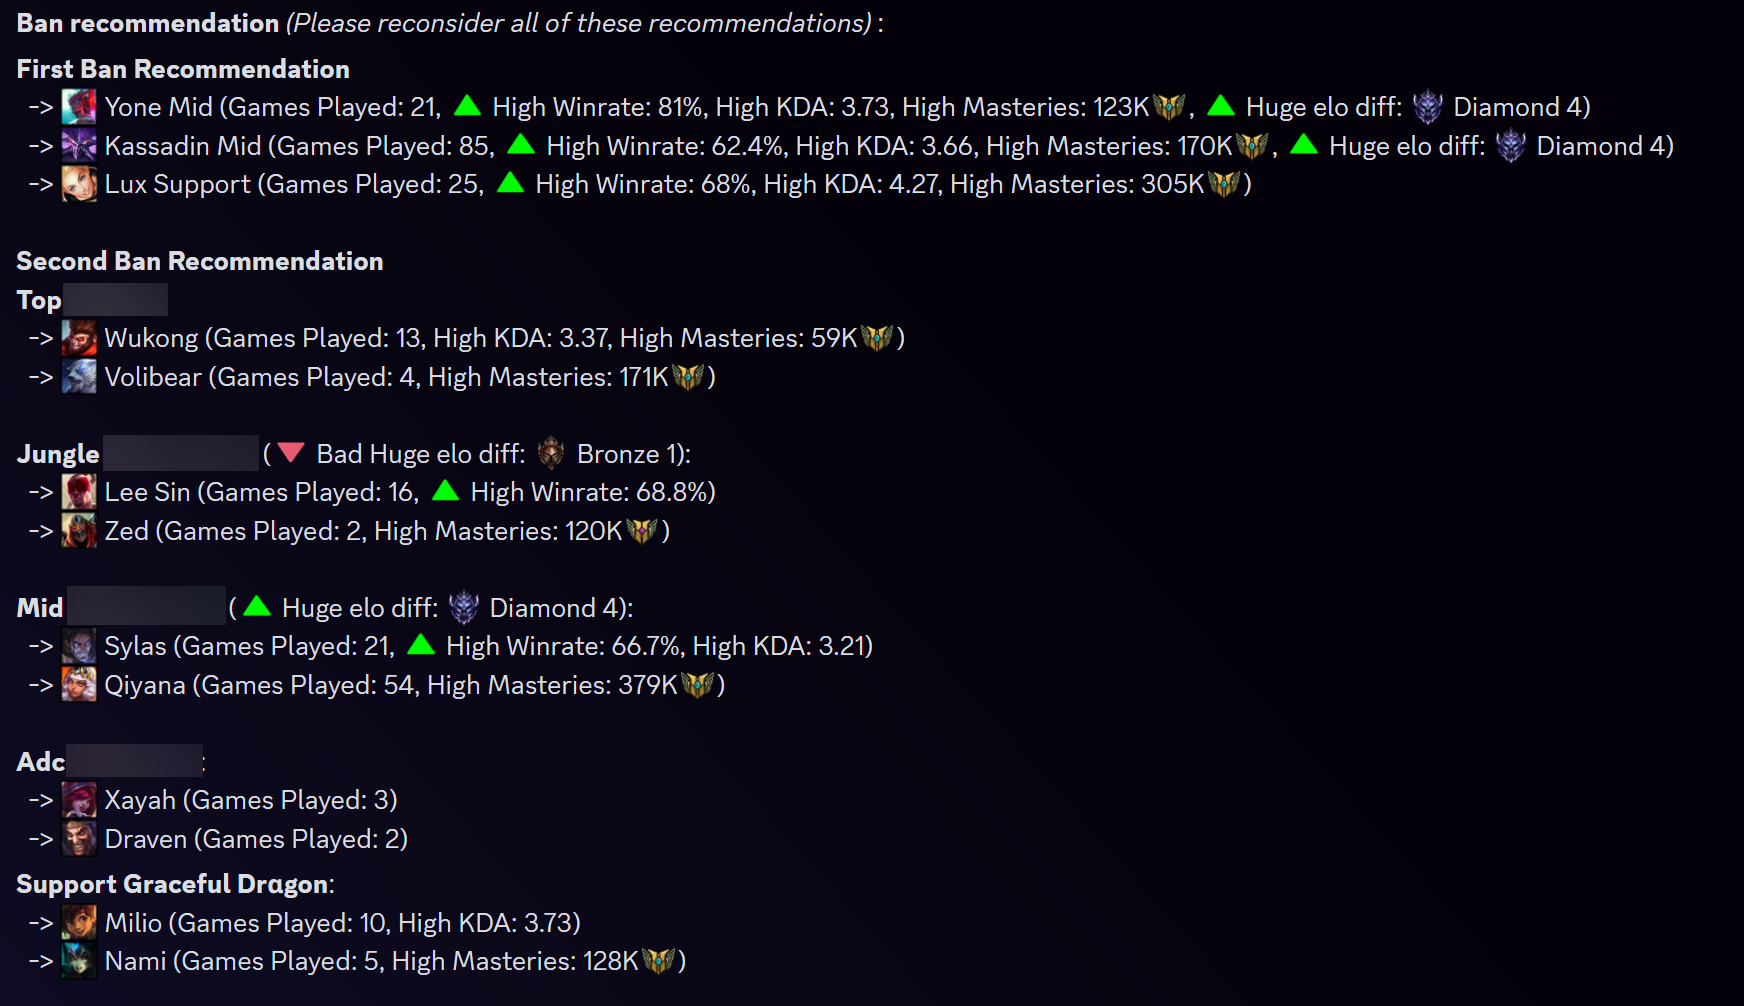 Ban recommendation (Please reconsider all of these recommendations) :
First Ban Recommendation
-> Yone Mid (Games Played: 21, High Winrate: 81%, High KDA: 3.73, High Masteries: 123K, Huge elo diff: Diamond 4)
-> Kassadin Mid (Games Played: 85, High Winrate: 62.4%, High KDA: 3.66, High Masteries: 170K, Huge elo diff: Diamond 4)
-> Lux Support (Games Played: 25, High Winrate: 68%, High KDA: 4.27, High Masteries: 305K)
Second Ban Recommendation
Top
-> Wukong (Games Played: 13, High KDA: 3.37, High Masteries: 59K)
-> Volibear (Games Played: 4, High Masteries: 171K)
Jungle ( Bad Huge elo diff: Bronze 1):
-> Lee Sin (Games Played: 16, High Winrate: 68.8%)
-> Zed (Games Played: 2, High Masteries: 120K)
Mid ( Huge elo diff: Diamond 4):
-> Sylas (Games Played: 21, High Winrate: 66.7%, High KDA: 3.21)
-> Qiyana (Games Played: 54, High Masteries: 379K)
Adc :
-> Xayah (Games Played: 3)
-> Draven (Games Played: 2)
Support Graceful Dragon:
-> Milio (Games Played: 10, High KDA: 3.73)
-> Nami (Games Played: 5, High Masteries: 128K)